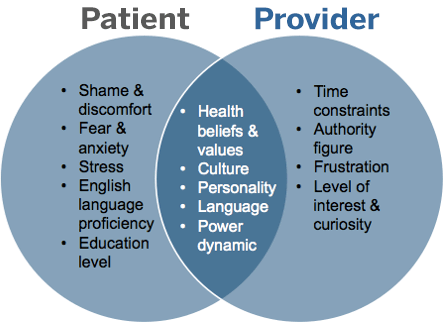 Patient
Provider
• Shame &
discomfort
• Fear &
anxiety
• Stress
• English
language
proficiency
• Education
level
• Health
beliefs &
values
• Culture
• Personality
• Language
• Power
dynamic
• Time
constraints
• Authority
figure
• Frustration
• Level of
interest &
curiosity